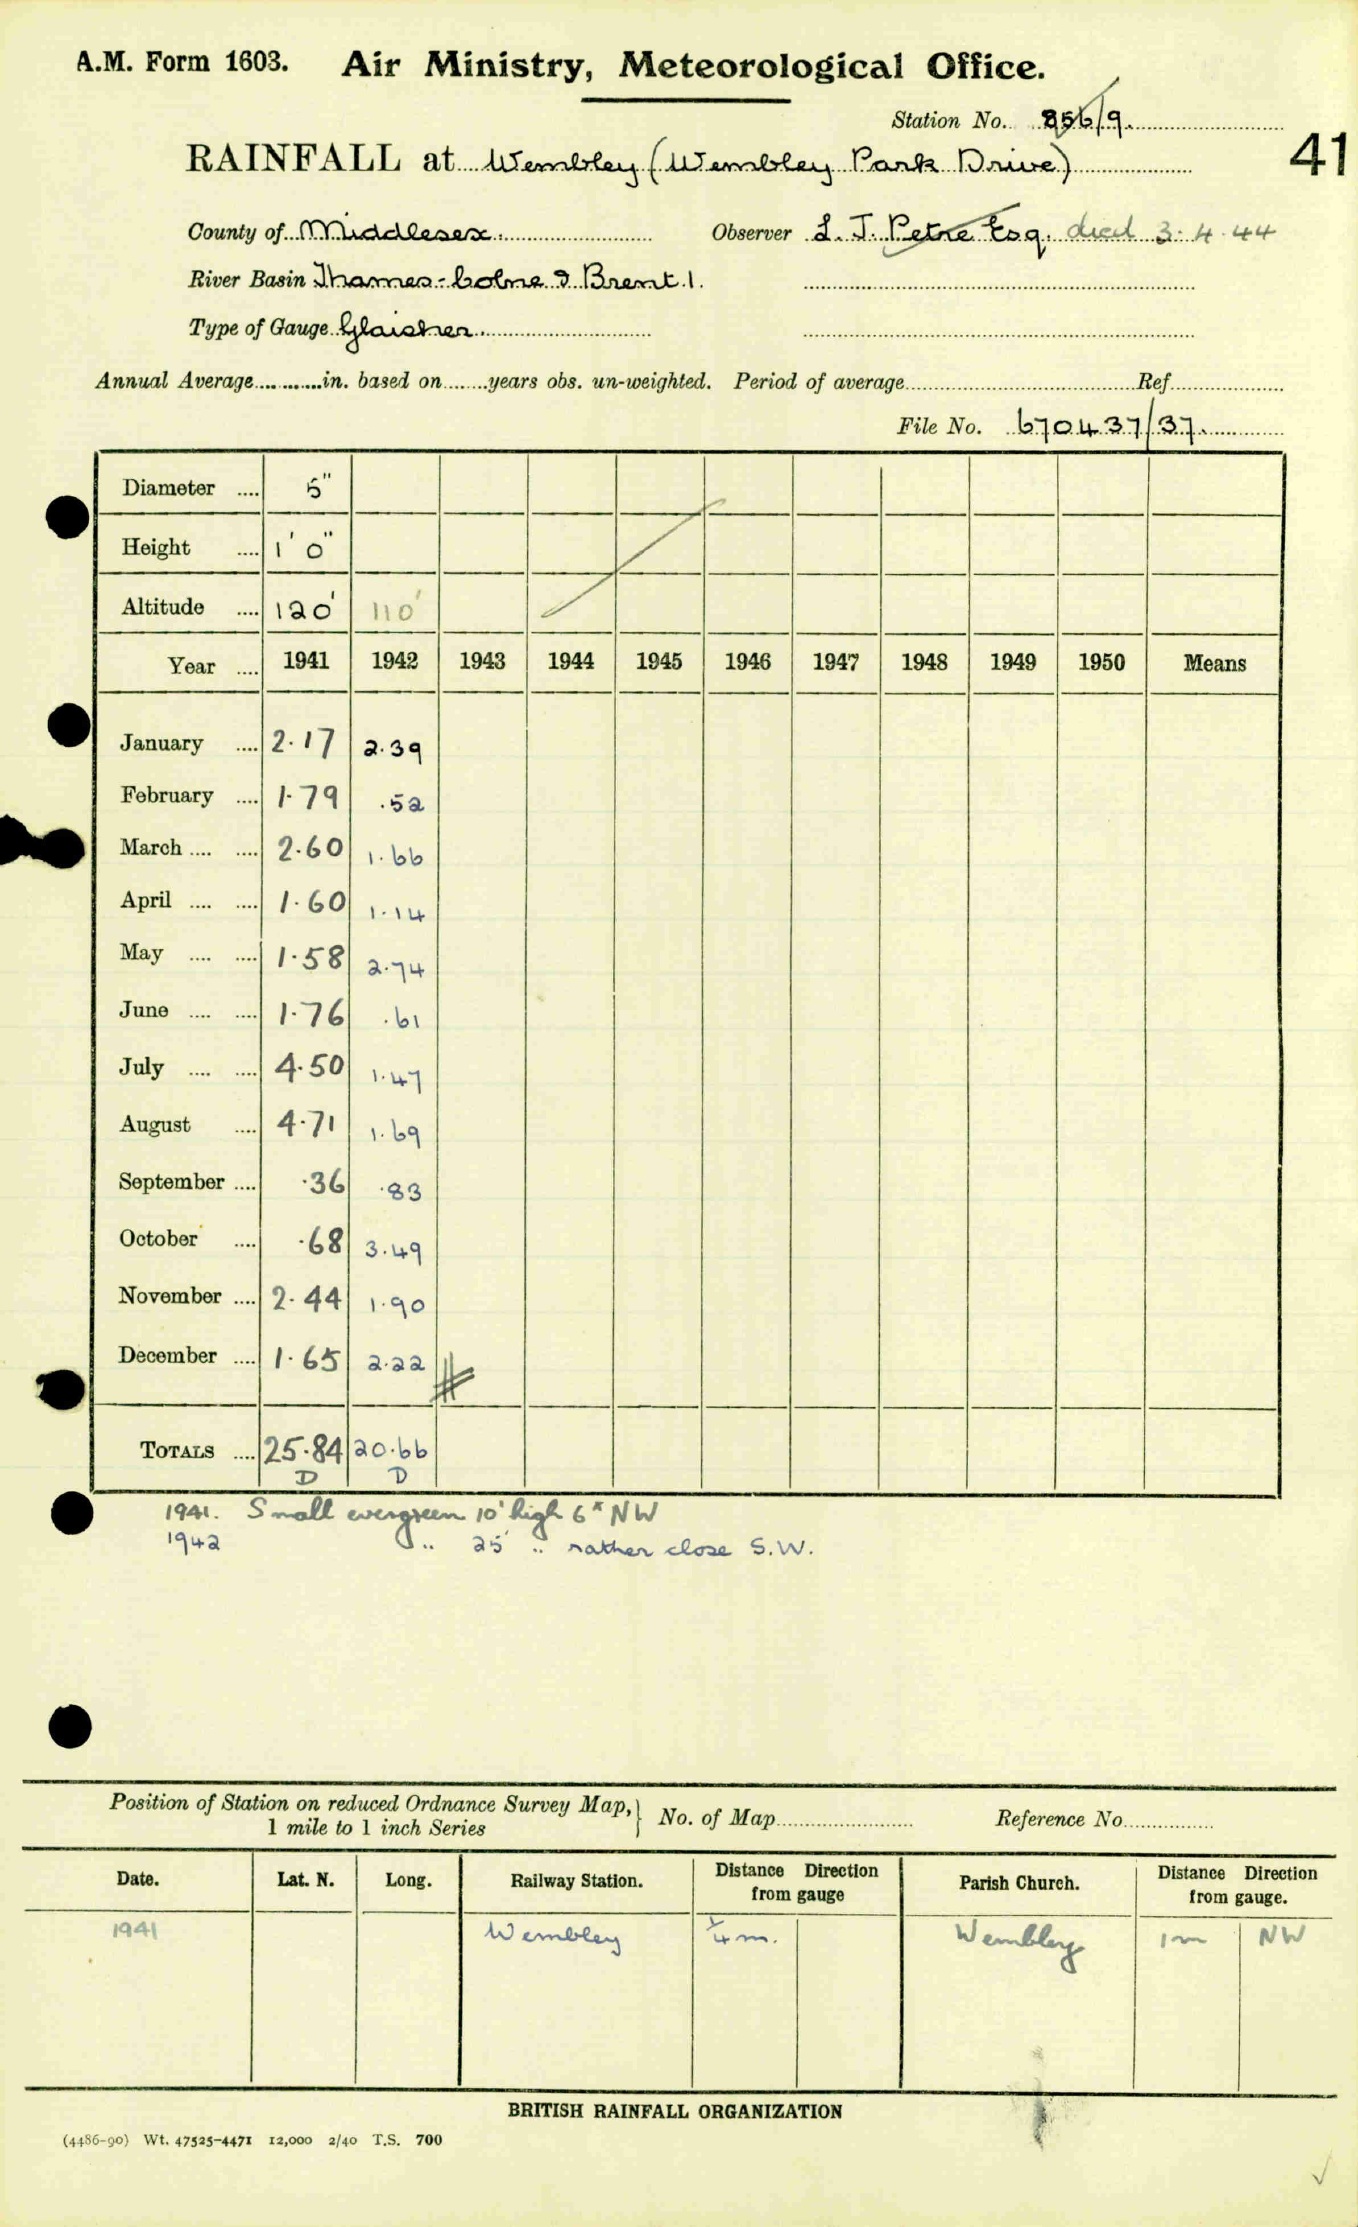 A.M. Form 1603. Air Ministry, Meteorological Office.
Station No. 856/9.
41
RAINFALL at Wembley (Wembley Park Drive)
County of Middlesex. Observer L. J. Petre Esq. died 3.4.44
River Basin Thames - Colne & Brent 1.
Type of Gauge Glaisher.
Annual Average............in. based on........years obs. un-weighted. Period of average Ref.
File No. 670437/37.
Diameter .... 5"
Height .... 1' 0"
Altitude .... 120' 110'
Year .... 1941 1942 1943 1944 1945 1946 1947 1948 1949 1950 Means
January .... 2.17 2.39
February .... 1.79 .52
March .... .... 2.60 1.66
April .... .... 1.60 1.14
May .... .... 1.58 2.74
June .... .... 1.76 .61
July .... .... 4.50 1.47
August .... 4.71 1.69
September .... .36 .83
October .... .68 3.49
November .... 2.44 1.90
December .... 1.65 2.22
TOTALS .... 25.84 20.66
D D
1941. Small evergreen 10' high 6x NW
1942 " 25' " rather close S.W.
Position of Station on reduced Ordnance Survey Map, } No. of Map Reference No.
1 mile to 1 inch Series
Date. Lat. N. Long. Railway Station. Distance Direction from gauge Parish Church. Distance Direction from gauge.
1941 Wembley 1/4 m. Wembley 1m NW
BRITISH RAINFALL ORGANIZATION
(4486-90) Wt. 47525-4471 12,000 2/40 T.S. 700